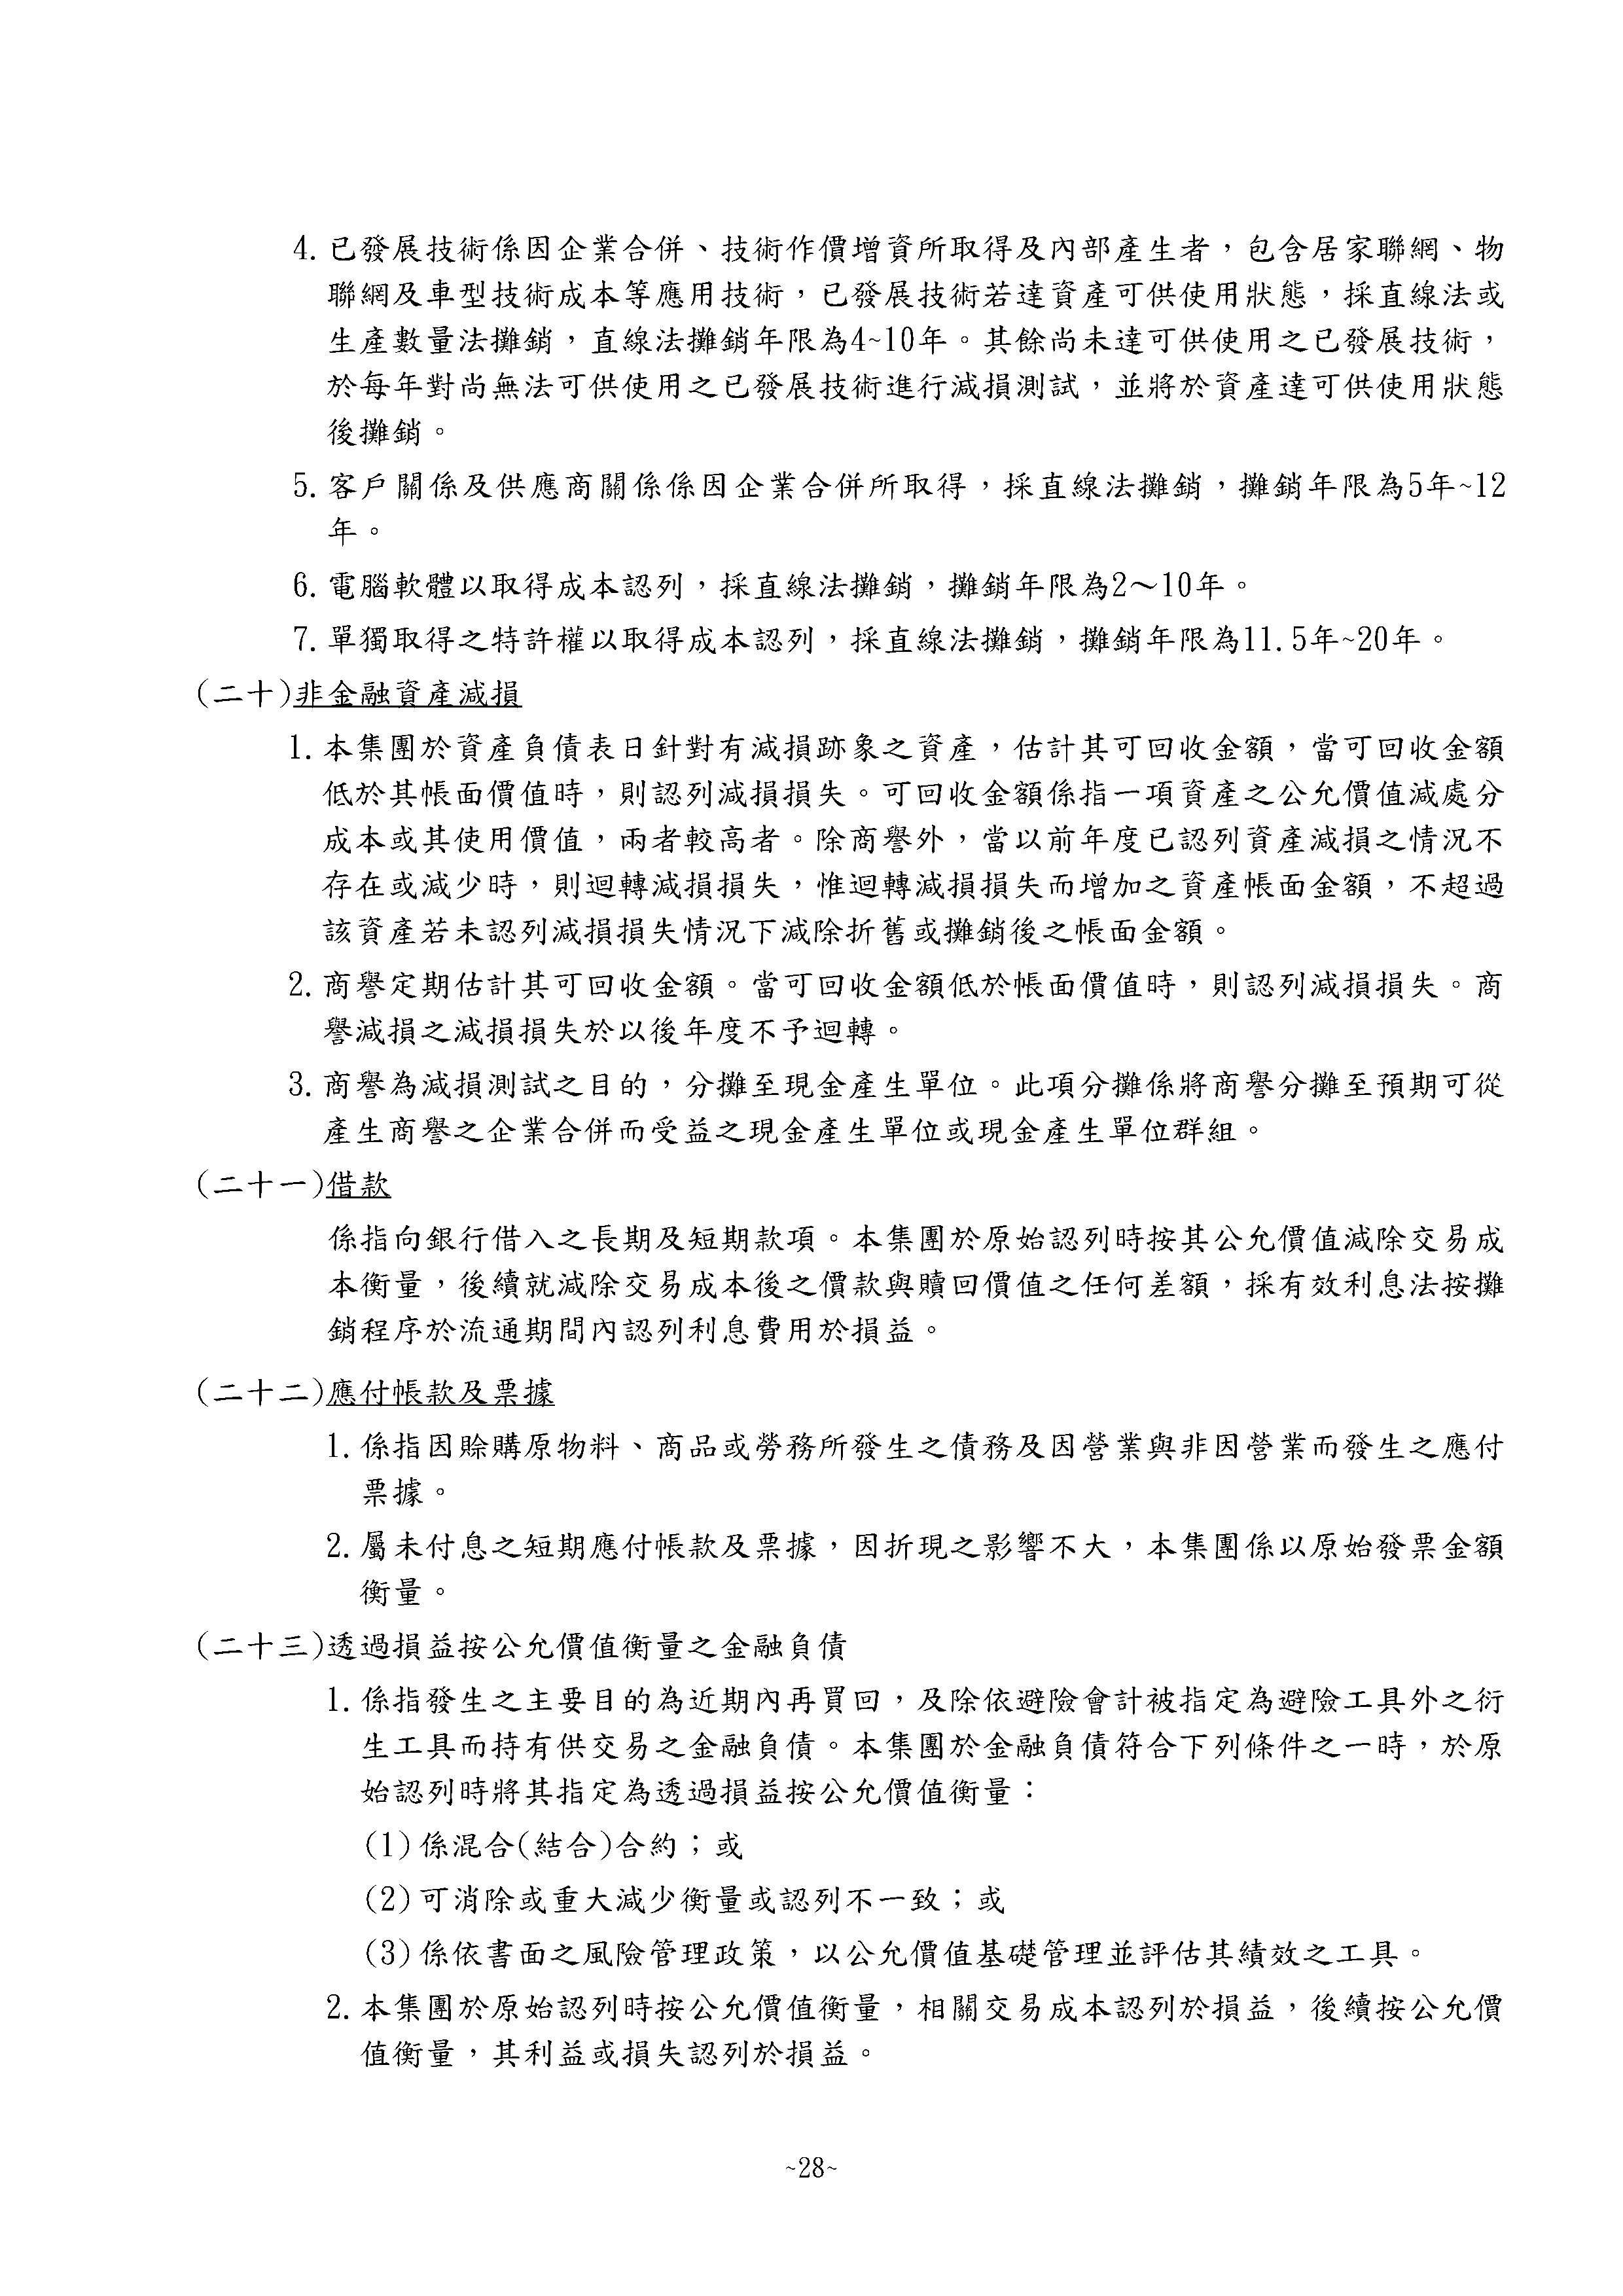 4. 已發展技術係因企業合併、技術作價增資所取得及內部產生者，包含居家聯網、物
聯網及車型技術成本等應用技術，已發展技術若達資產可供使用狀態，採直線法或
生產數量法攤銷，直線法攤銷年限為4~10年。其餘尚未達可供使用之已發展技術，
於每年對尚無法可供使用之已發展技術進行減損測試，並將於資產達可供使用狀態
後攤銷。
5. 客戶關係及供應商關係係因企業合併所取得，採直線法攤銷，攤銷年限為5年~12
年。
6. 電腦軟體以取得成本認列，採直線法攤銷，攤銷年限為2～10年。
7. 單獨取得之特許權以取得成本認列，採直線法攤銷，攤銷年限為11.5年~20年。
(二十)非金融資產減損
1. 本集團於資產負債表日針對有減損跡象之資產，估計其可回收金額，當可回收金額
低於其帳面價值時，則認列減損損失。可回收金額係指一項資產之公允價值減處分
成本或其使用價值，兩者較高者。除商譽外，當以前年度已認列資產減損之情況不
存在或減少時，則迴轉減損損失，惟迴轉減損損失而增加之資產帳面金額，不超過
該資產若未認列減損損失情況下減除折舊或攤銷後之帳面金額。
2. 商譽定期估計其可回收金額。當可回收金額低於帳面價值時，則認列減損損失。商
譽減損之減損損失於以後年度不予迴轉。
3. 商譽為減損測試之目的，分攤至現金產生單位。此項分攤係將商譽分攤至預期可從
產生商譽之企業合併而受益之現金產生單位或現金產生單位群組。
(二十一)借款
係指向銀行借入之長期及短期款項。本集團於原始認列時按其公允價值減除交易成
本衡量，後續就減除交易成本後之價款與贖回價值之任何差額，採有效利息法按攤
銷程序於流通期間內認列利息費用於損益。
(二十二)應付帳款及票據
1. 係指因賒購原物料、商品或勞務所發生之債務及因營業與非因營業而發生之應付
票據。
2. 屬未付息之短期應付帳款及票據，因折現之影響不大，本集團係以原始發票金額
衡量。
(二十三)透過損益按公允價值衡量之金融負債
1. 係指發生之主要目的為近期內再買回，及除依避險會計被指定為避險工具外之衍
生工具而持有供交易之金融負債。本集團於金融負債符合下列條件之一時，於原
始認列時將其指定為透過損益按公允價值衡量：
(1)係混合(結合)合約；或
(2)可消除或重大減少衡量或認列不一致；或
(3)係依書面之風險管理政策，以公允價值基礎管理並評估其績效之工具。
2. 本集團於原始認列時按公允價值衡量，相關交易成本認列於損益，後續按公允價
值衡量，其利益或損失認列於損益。
~28~